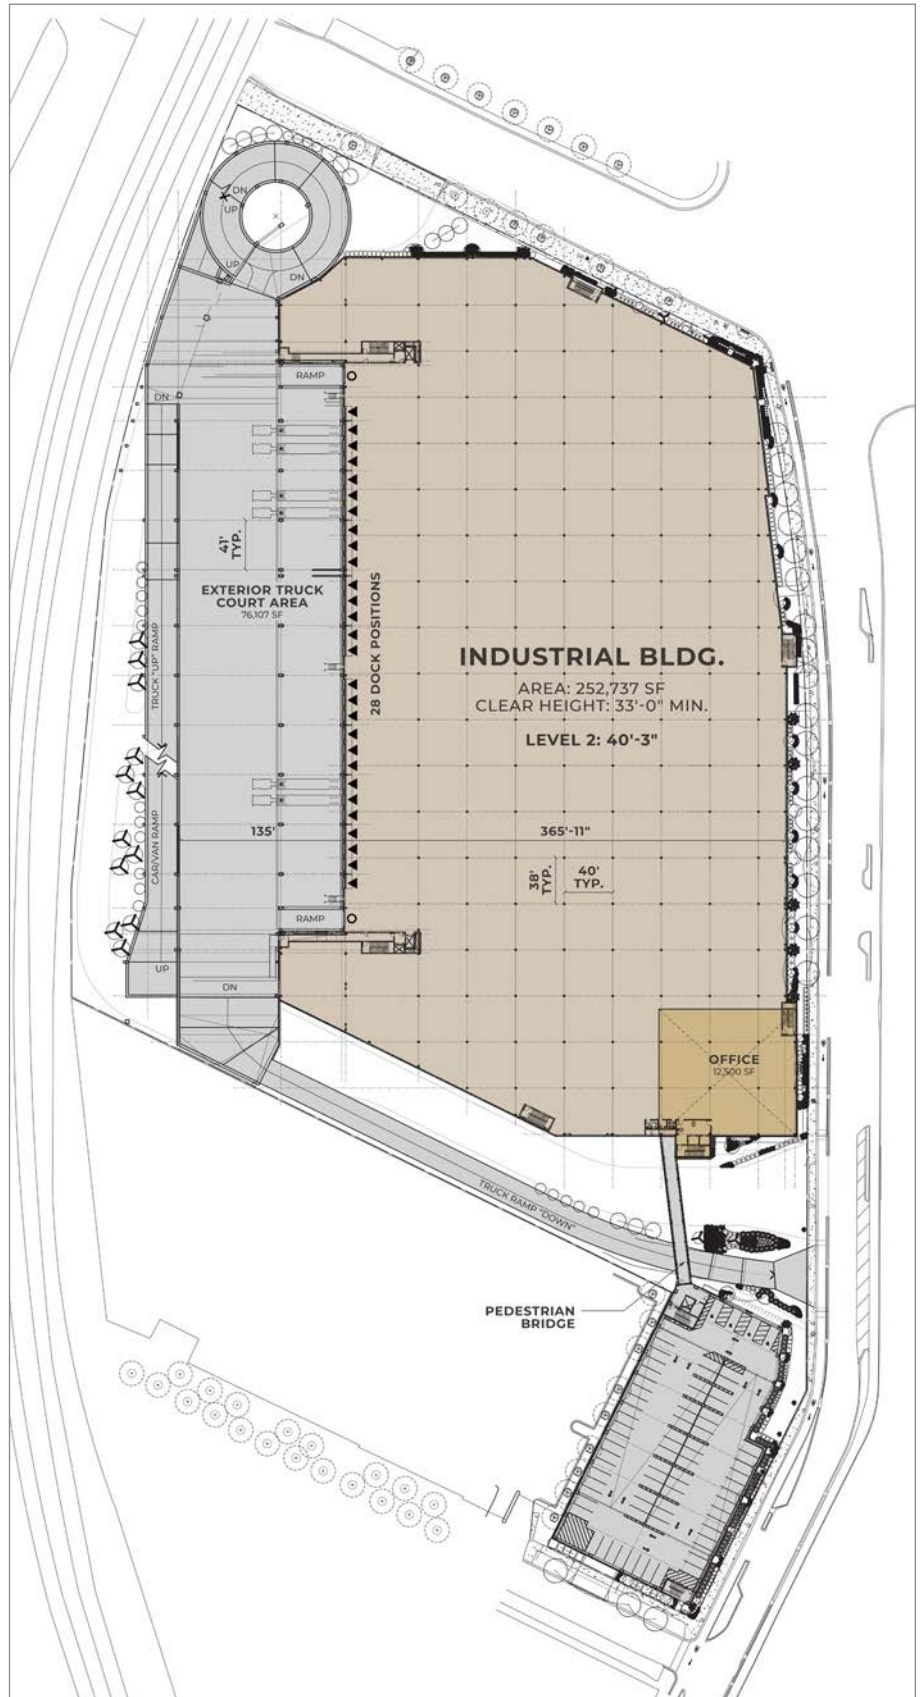 DN
UP
UP
DN
RAMP
DN
41'
TYP.
EXTERIOR TRUCK
COURT AREA
76,107 SF
28 DOCK POSITIONS
TRUCK "UP" RAMP
INDUSTRIAL BLDG.
AREA: 252,737 SF
CLEAR HEIGHT: 33'-0" MIN.
LEVEL 2: 40'-3"
135'
365'-11"
CAR/VAN RAMP
38'
TYP.
40'
TYP.
RAMP
UP
DN
OFFICE
12,500 SF
TRUCK RAMP "DOWN"
PEDESTRIAN
BRIDGE